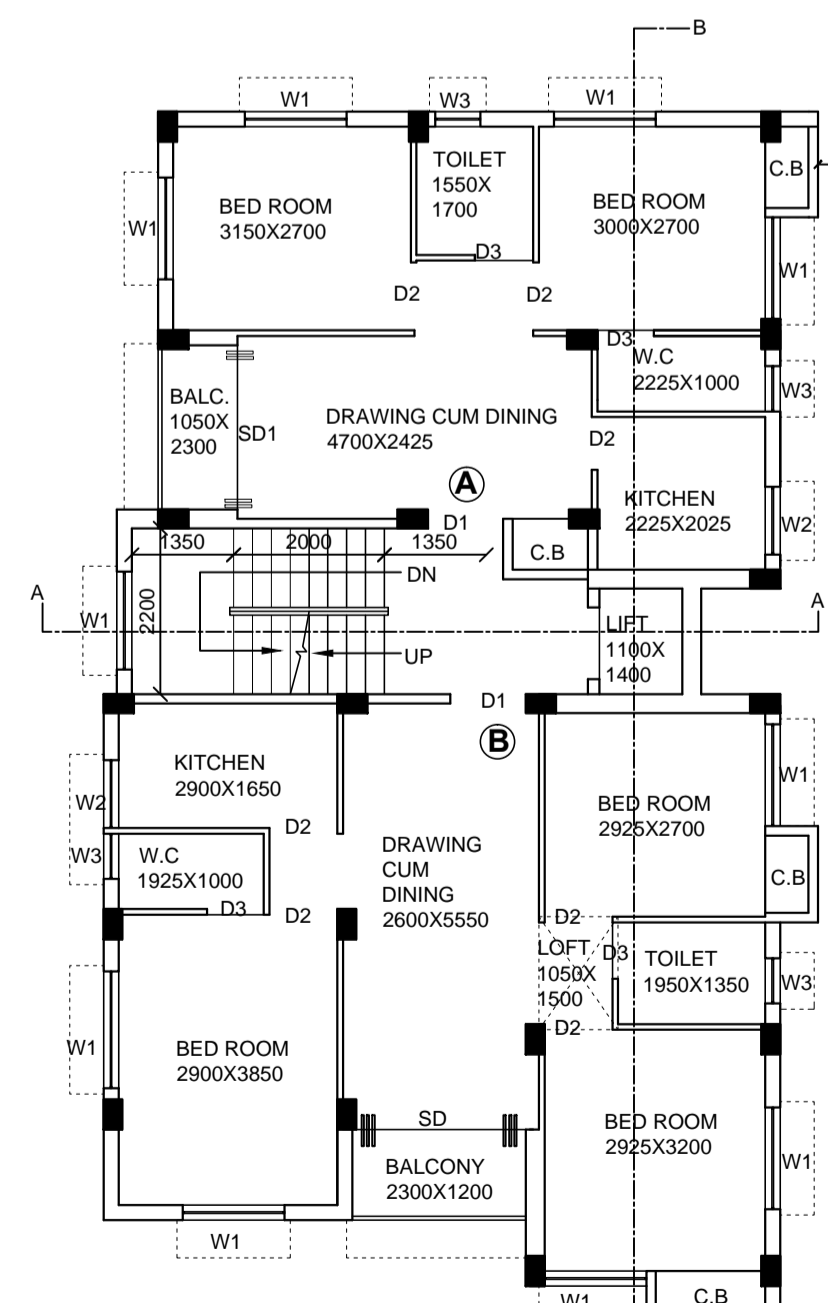 B
W1
W3
W1
TOILET
1550X
1700
C.B
BED ROOM
3150X2700
BED ROOM
3000X2700
W1
D3
W1
D2
D2
D3
W.C
2225X1000
W3
BALC.
1050X
2300
SD1
DRAWING CUM DINING
4700X2425
D2
A
KITCHEN
2225X2025
W2
D1
1350
2000
1350
C.B
DN
2200
A
W1
A
LIFT
1100X
1400
UP
D1
B
KITCHEN
2900X1650
W1
W2
BED ROOM
2925X2700
D2
DRAWING
CUM
DINING
2600X5550
W3
W.C
1925X1000
C.B
D3
D2
D2
LOFT
1050X
1500
D3
TOILET
1950X1350
W3
D2
W1
BED ROOM
2900X3850
SD
BED ROOM
2925X3200
W1
BALCONY
2300X1200
W1
W1
C.B